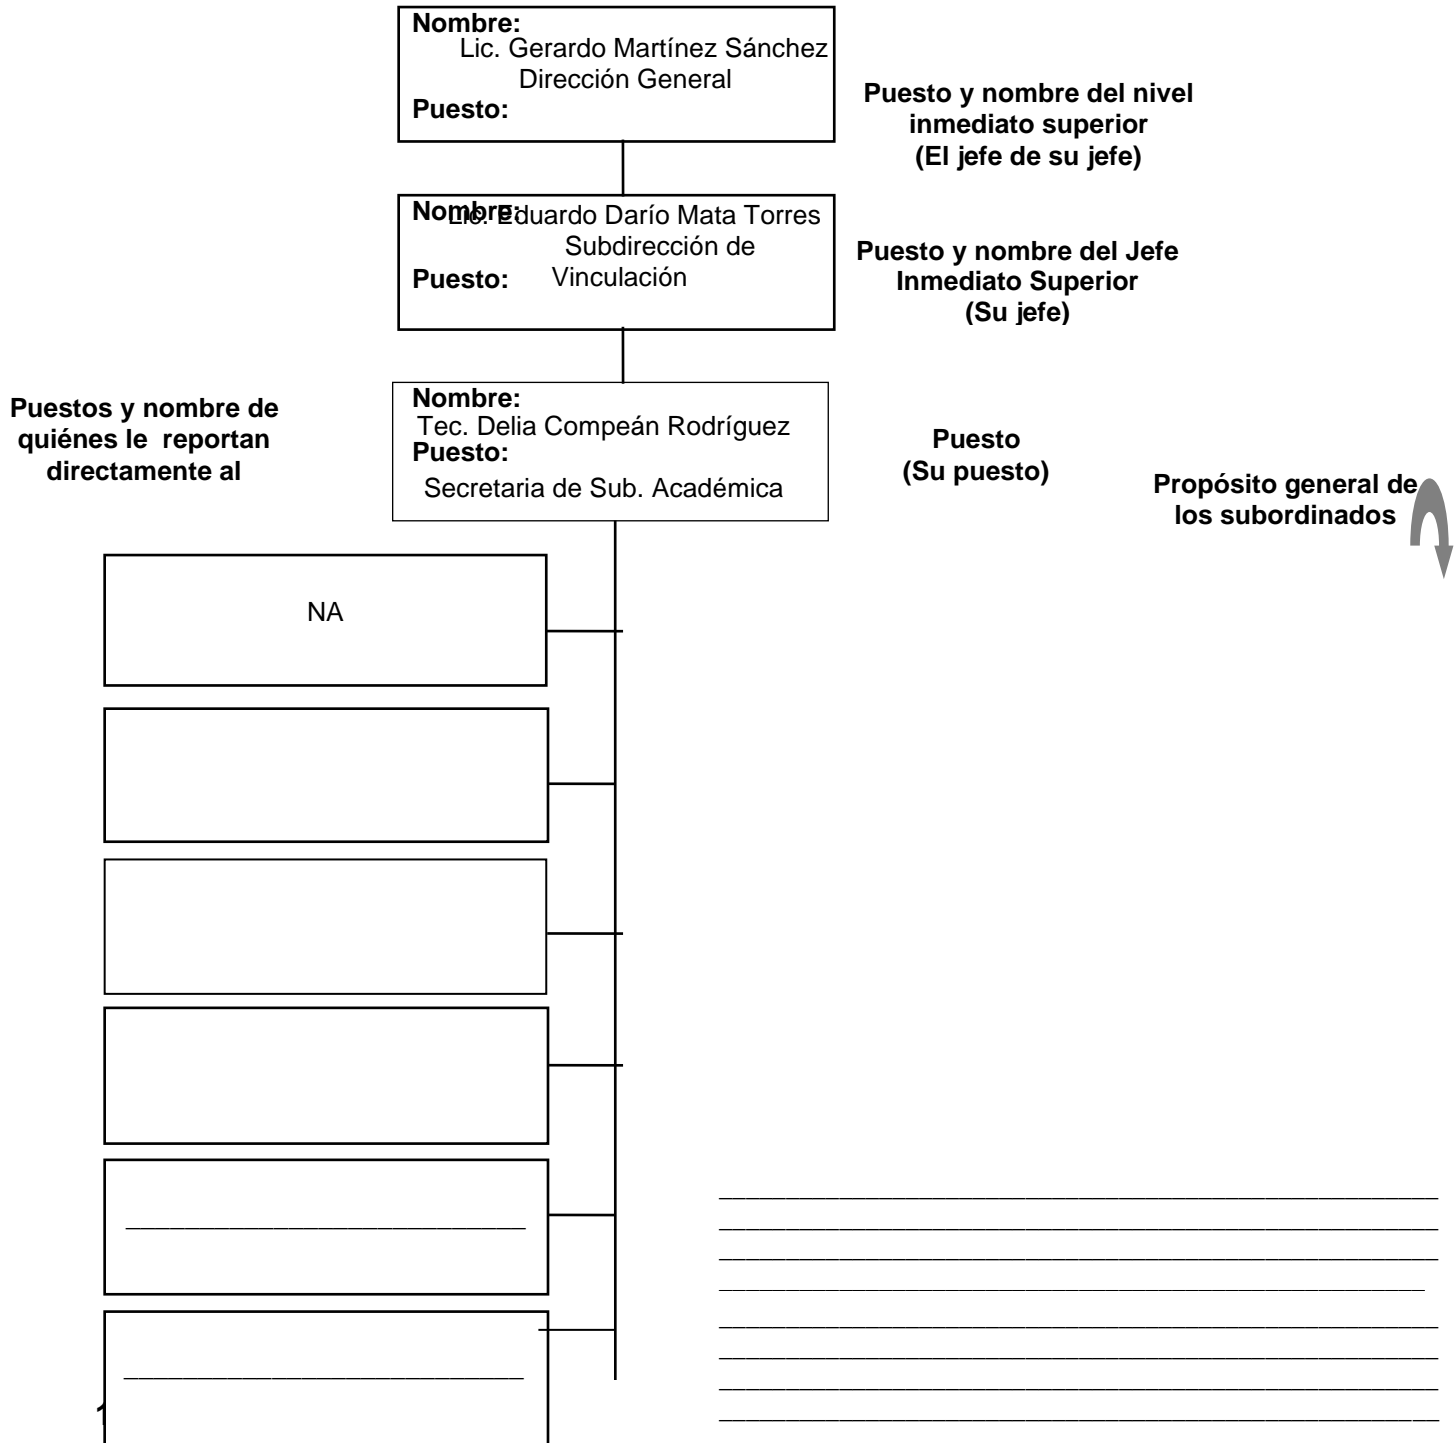 Nombre:
Lic. Gerardo Martínez Sánchez
Dirección General
Puesto:
Puesto y nombre del nivel
inmediato superior
(El jefe de su jefe)
Nombre:
Lic. Eduardo Darío Mata Torres
Subdirección de
Puesto: Vinculación
Puesto y nombre del Jefe
Inmediato Superior
(Su jefe)
Puestos y nombre de
quiénes le reportan
directamente al
Nombre:
Tec. Delia Compeán Rodríguez
Puesto:
Secretaria de Sub. Académica
Puesto
(Su puesto)
Propósito general de
los subordinados
NA